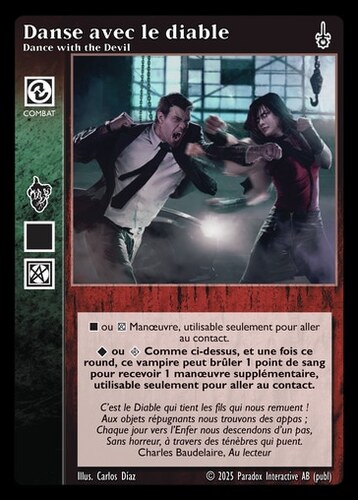 Danse avec le diable
Dance with the Devil
COMBAT
ou Manœuvre, utilisable seulement pour aller
au contact.
ou Comme ci-dessus, et une fois ce
round, ce vampire peut brûler 1 point de sang
pour recevoir 1 manœuvre supplémentaire,
utilisable seulement pour aller au contact.
C'est le Diable qui tient les fils qui nous remuent !
Aux objets répugnants nous trouvons des appas ;
Chaque jour vers l'Enfer nous descendons d'un pas,
Sans horreur, à travers des ténèbres qui puent.
Charles Baudelaire, Au lecteur
Illus. Carlos Díaz © 2025 Paradox Interactive AB (publ)